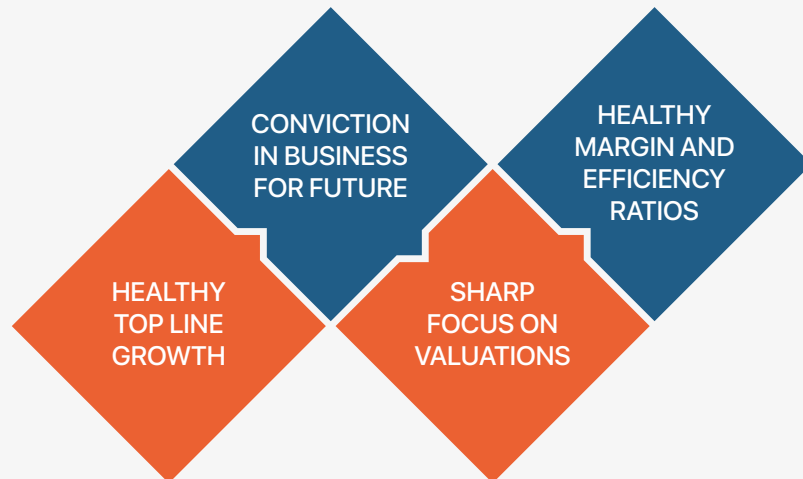 CONVICTION
IN BUSINESS
FOR FUTURE
HEALTHY
MARGIN AND
EFFICIENCY
RATIOS
HEALTHY
TOP LINE
GROWTH
SHARP
FOCUS ON
VALUATIONS